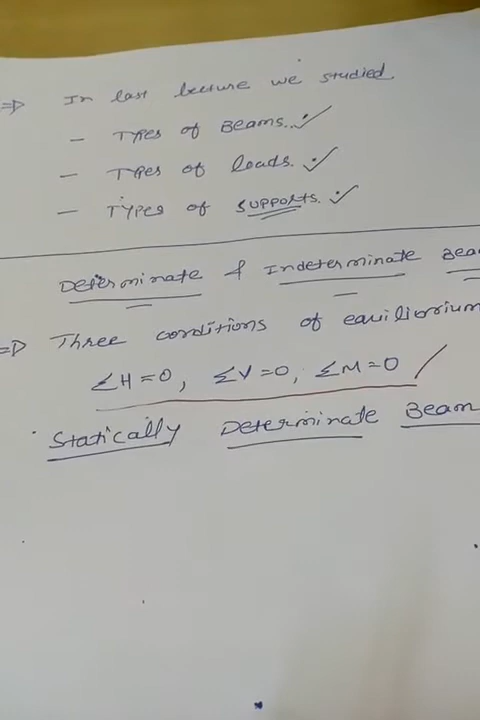 ⇒ In last lecture we studied
- Types of Beams. ✓
- Types of loads. ✓
- Types of supports. ✓
Determinate & Indeterminate Bea
⇒ Three conditions of equilibrium
ΣH=0, ΣV=0, ΣM=0
Statically Determinate Beam